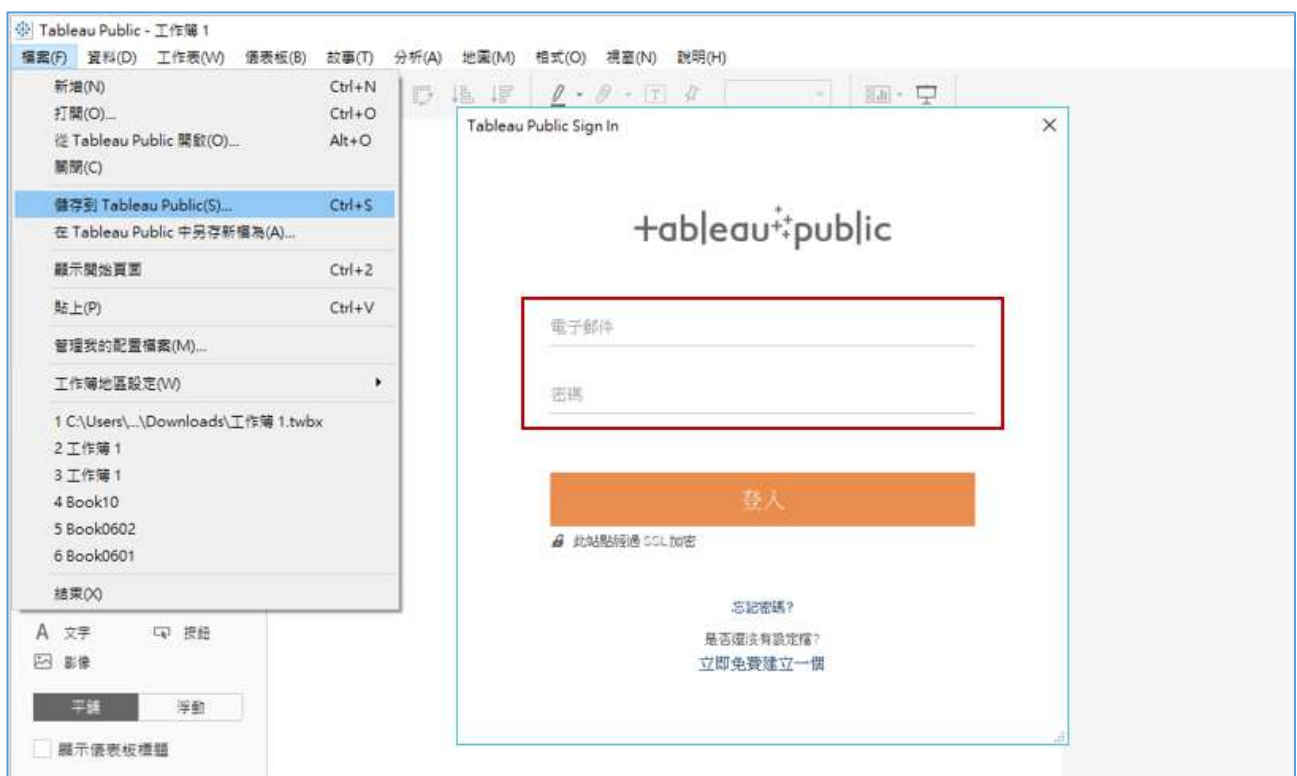 Tableau Public - 工作簿 1
檔案(F) 資料(D) 工作表(W) 儀表板(B) 故事(T) 分析(A) 地圖(M) 格式(O) 視窗(N) 說明(H)
新增(N) Ctrl+N
打開(O)... Ctrl+O
從 Tableau Public 開啟(O)... Alt+O
關閉(C)
儲存到 Tableau Public(S)... Ctrl+S
在 Tableau Public 中另存新檔為(A)...
顯示開始頁面 Ctrl+2
貼上(P) Ctrl+V
管理我的配置檔案(M)...
工作簿地區設定(W)
1 C:\Users\...\Downloads\工作簿 1.twbx
2 工作簿 1
3 工作簿 1
4 Book10
5 Book0602
6 Book0601
結束(X)
A 文字 按鈕
影像
平鋪 浮動
顯示儀表板標題
Tableau Public Sign In
+ableau public
電子郵件
密碼
登入
此站點經過 SSL 加密
忘記密碼?
是否還沒有設定檔?
立即免費建立一個